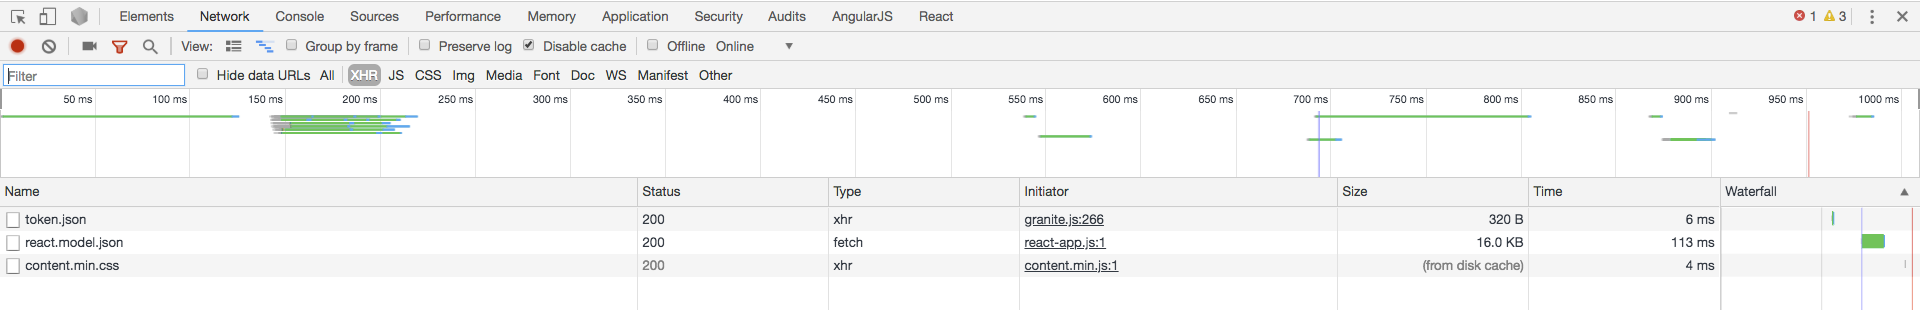 Elements Network Console Sources Performance Memory Application Security Audits AngularJS React 1 3
View: Group by frame Preserve log Disable cache Offline Online
Filter Hide data URLs All XHR JS CSS Img Media Font Doc WS Manifest Other
50 ms 100 ms 150 ms 200 ms 250 ms 300 ms 350 ms 400 ms 450 ms 500 ms 550 ms 600 ms 650 ms 700 ms 750 ms 800 ms 850 ms 900 ms 950 ms 1000 ms
Name Status Type Initiator Size Time Waterfall
token.json 200 xhr granite.js:266 320 B 6 ms
react.model.json 200 fetch react-app.js:1 16.0 KB 113 ms
content.min.css 200 xhr content.min.js:1 (from disk cache) 4 ms